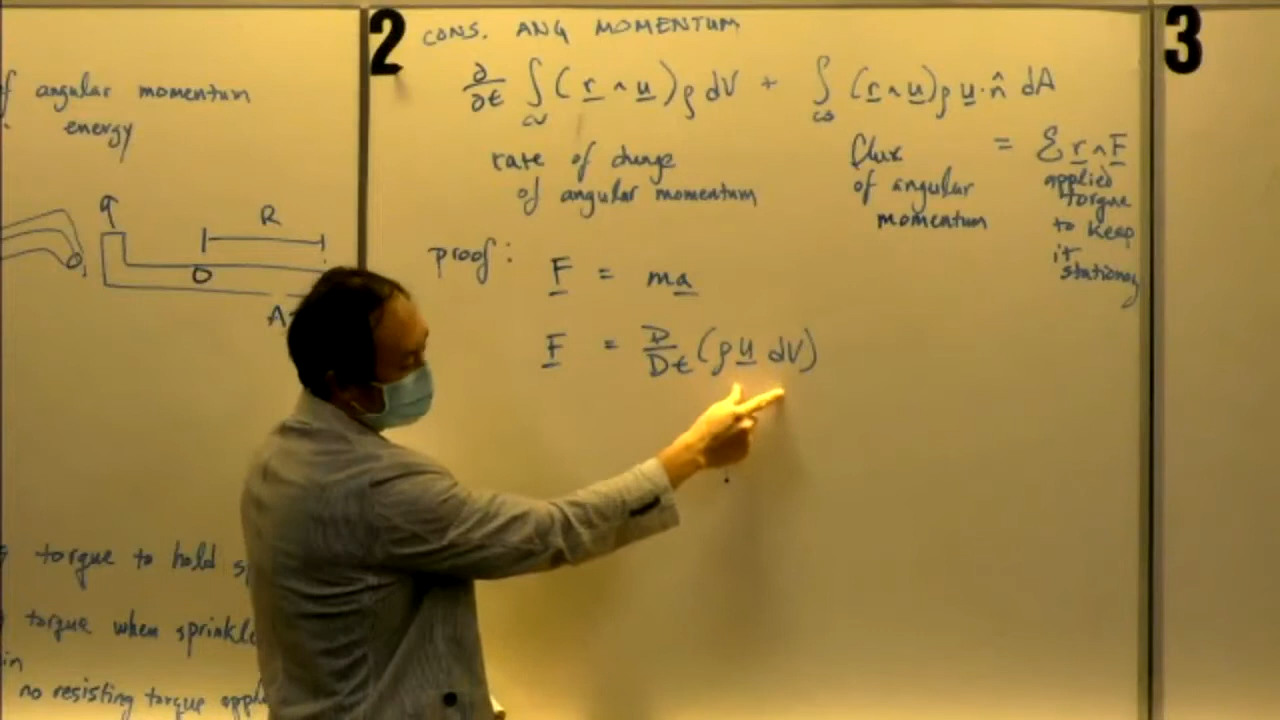 of angular momentum
energy
R
torque to hold
torque when sprinkle
in
no resisting torque appl
2
CONS. ANG MOMENTUM
∂/∂t ∫cv (r ∧ u) ρ dV + ∫cs (r ∧ u) ρ u · n̂ dA
= Σ r ∧ F
rate of change
of angular momentum
flux
of angular
momentum
applied
torque
to keep
it
stationary
proof:
F = ma
F = D/Dt (ρ u dV)
3